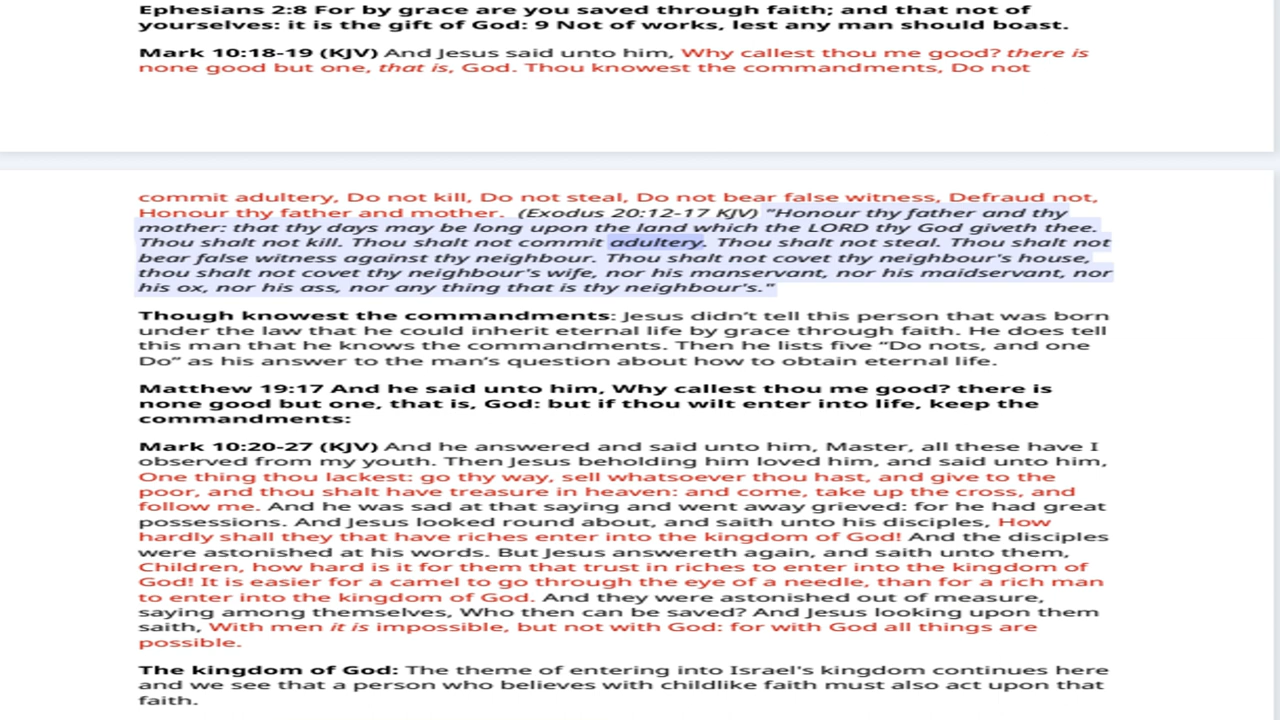 Ephesians 2:8 For by grace are you saved through faith; and that not of
yourselves: it is the gift of God: 9 Not of works, lest any man should boast.
Mark 10:18-19 (KJV) And Jesus said unto him, Why callest thou me good? there is
none good but one, that is, God. Thou knowest the commandments, Do not
commit adultery, Do not kill, Do not steal, Do not bear false witness, Defraud not,
Honour thy father and mother.  (Exodus 20:12-17 KJV) "Honour thy father and thy
mother: that thy days may be long upon the land which the LORD thy God giveth thee.
Thou shalt not kill. Thou shalt not commit adultery. Thou shalt not steal. Thou shalt not
bear false witness against thy neighbour. Thou shalt not covet thy neighbour's house,
thou shalt not covet thy neighbour's wife, nor his manservant, nor his maidservant, nor
his ox, nor his ass, nor any thing that is thy neighbour's."
Though knowest the commandments: Jesus didn't tell this person that was born
under the law that he could inherit eternal life by grace through faith. He does tell
this man that he knows the commandments. Then he lists five "Do nots, and one
Do" as his answer to the man's question about how to obtain eternal life.
Matthew 19:17 And he said unto him, Why callest thou me good? there is
none good but one, that is, God: but if thou wilt enter into life, keep the
commandments:
Mark 10:20-27 (KJV) And he answered and said unto him, Master, all these have I
observed from my youth. Then Jesus beholding him loved him, and said unto him,
One thing thou lackest: go thy way, sell whatsoever thou hast, and give to the
poor, and thou shalt have treasure in heaven: and come, take up the cross, and
follow me. And he was sad at that saying and went away grieved: for he had great
possessions. And Jesus looked round about, and saith unto his disciples, How
hardly shall they that have riches enter into the kingdom of God! And the disciples
were astonished at his words. But Jesus answereth again, and saith unto them,
Children, how hard is it for them that trust in riches to enter into the kingdom of
God! It is easier for a camel to go through the eye of a needle, than for a rich man
to enter into the kingdom of God. And they were astonished out of measure,
saying among themselves, Who then can be saved? And Jesus looking upon them
saith, With men it is impossible, but not with God: for with God all things are
possible.
The kingdom of God: The theme of entering into Israel's kingdom continues here
and we see that a person who believes with childlike faith must also act upon that
faith.